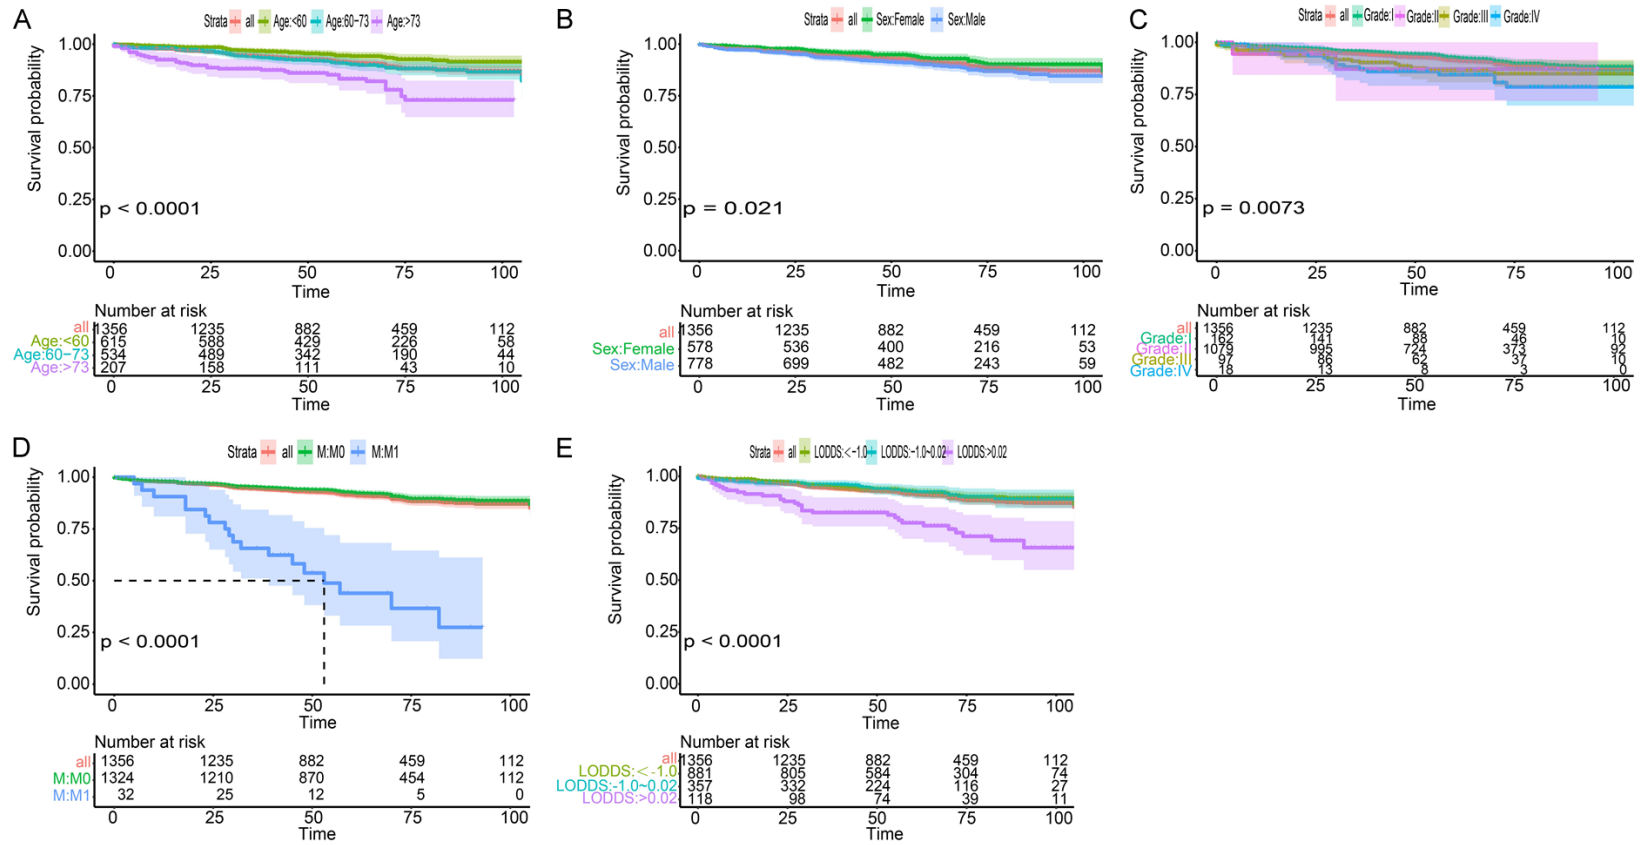 A
Strata all Age:<60 Age:60−73 Age:>73
1.00
0.75
0.50
0.25
0.00
Survival probability
p < 0.0001
0 25 50 75 100
Time
Number at risk
all 1356 1235 882 459 112
Age:<60 615 588 429 226 58
Age:60−73 534 489 342 190 44
Age:>73 207 158 111 43 10
0 25 50 75 100
Time
B
Strata all Sex:Female Sex:Male
1.00
0.75
0.50
0.25
0.00
Survival probability
p = 0.021
0 25 50 75 100
Time
Number at risk
all 1356 1235 882 459 112
Sex:Female 578 536 400 216 53
Sex:Male 778 699 482 243 59
0 25 50 75 100
Time
C
Strata all Grade:I Grade:II Grade:III Grade:IV
1.00
0.75
0.50
0.25
0.00
Survival probability
p = 0.0073
0 25 50 75 100
Time
Number at risk
all 1356 1235 882 459 112
Grade:I 162 141 88 46 10
Grade:II 1079 995 724 373 92
Grade:III 97 86 62 37 10
Grade:IV 18 13 8 3 0
0 25 50 75 100
Time
D
Strata all M:M0 M:M1
1.00
0.75
0.50
0.25
0.00
Survival probability
p < 0.0001
0 25 50 75 100
Time
Number at risk
all 1356 1235 882 459 112
M:M0 1324 1210 870 454 112
M:M1 32 25 12 5 0
0 25 50 75 100
Time
E
Strata all LODDS:<−1.0 LODDS:−1.0~0.02 LODDS:>0.02
1.00
0.75
0.50
0.25
0.00
Survival probability
p < 0.0001
0 25 50 75 100
Time
Number at risk
all 1356 1235 882 459 112
LODDS:<-1.0 881 805 584 304 74
LODDS:-1.0~0.02 357 332 224 116 27
LODDS:>0.02 118 98 74 39 11
0 25 50 75 100
Time